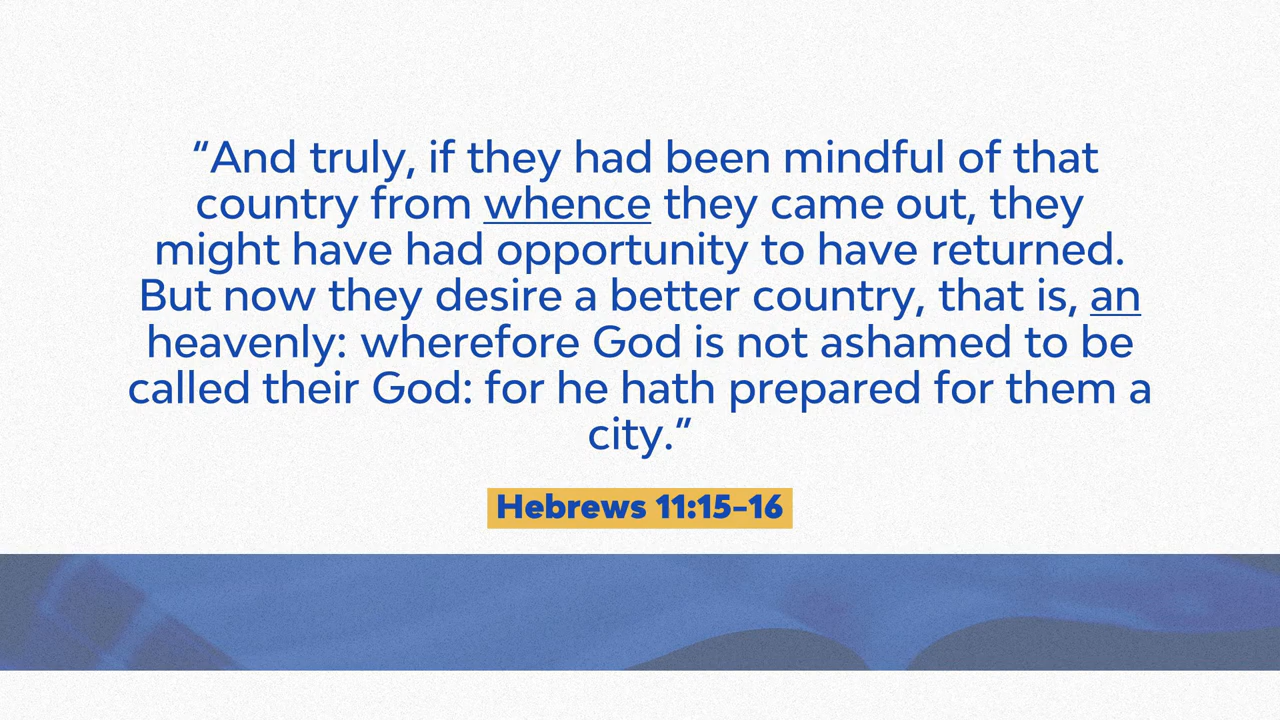 “And truly, if they had been mindful of that
country from whence they came out, they
might have had opportunity to have returned.
But now they desire a better country, that is, an
heavenly: wherefore God is not ashamed to be
called their God: for he hath prepared for them a
city.”
Hebrews 11:15–16